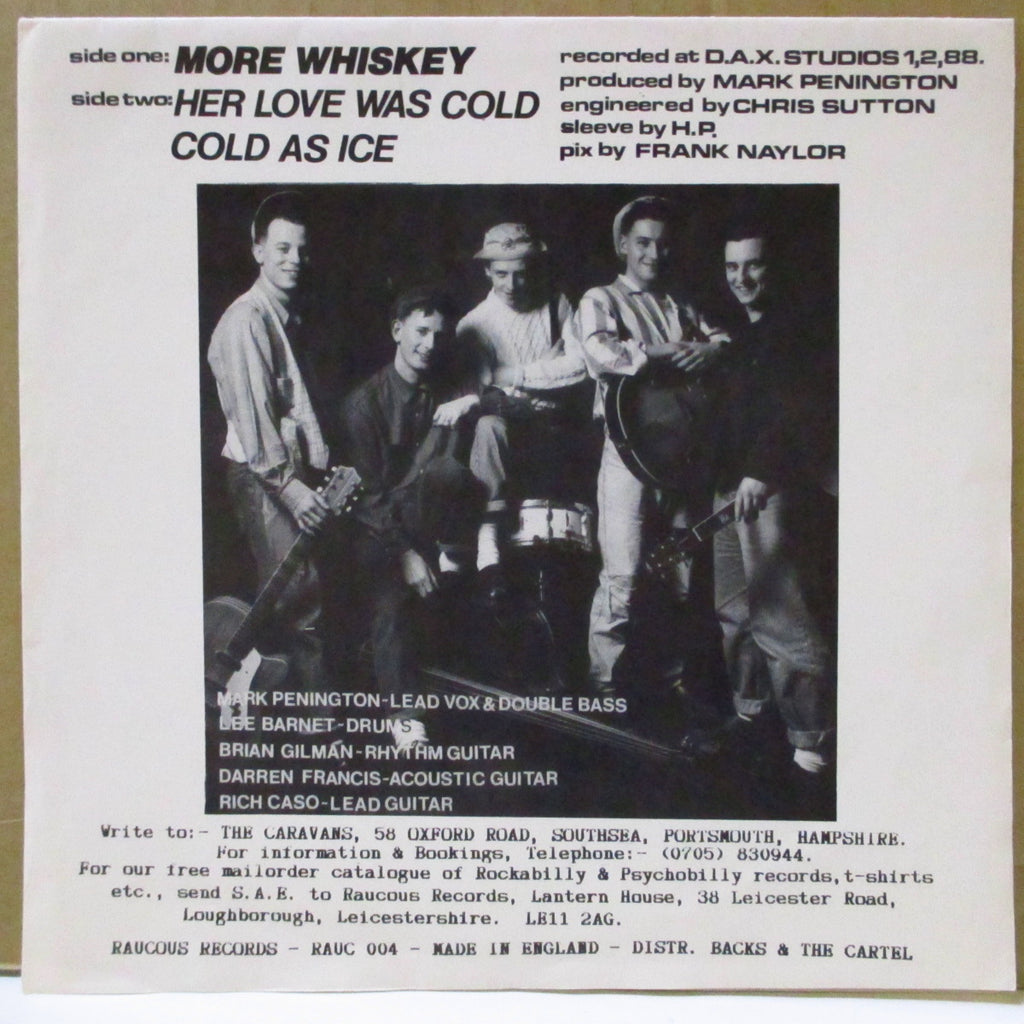 side one: MORE WHISKEY
side two: HER LOVE WAS COLD
COLD AS ICE
recorded at D.A.X. STUDIOS 1,2,88.
produced by MARK PENINGTON
engineered by CHRIS SUTTON
sleeve by H.P.
pix by FRANK NAYLOR
MARK PENINGTON-LEAD VOX & DOUBLE BASS
LEE BARNET-DRUMS
BRIAN GILMAN-RHYTHM GUITAR
DARREN FRANCIS-ACOUSTIC GUITAR
RICH CASO-LEAD GUITAR
Write to:- THE CARAVANS, 58 OXFORD ROAD, SOUTHSEA, PORTSMOUTH, HAMPSHIRE.
For information & Bookings, Telephone:- (0705) 830944.
For our free mailorder catalogue of Rockabilly & Psychobilly records,t-shirts
etc., send S.A.E. to Raucous Records, Lantern House, 38 Leicester Road,
Loughborough, Leicestershire. LE11 2AG.
RAUCOUS RECORDS - RAUC 004 - MADE IN ENGLAND - DISTR. BACKS & THE CARTEL